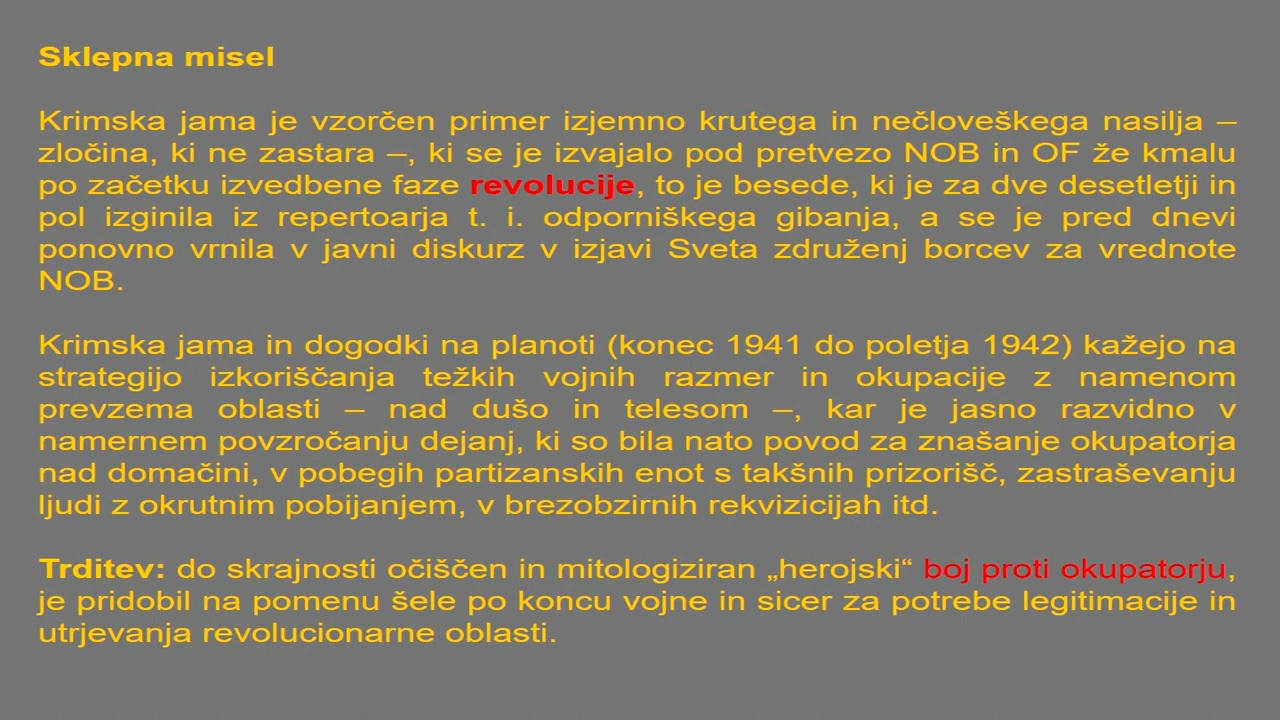 Sklepna misel
Krimska jama je vzorčen primer izjemno krutega in nečloveškega nasilja –
zločina, ki ne zastara –, ki se je izvajalo pod pretvezo NOB in OF že kmalu
po začetku izvedbene faze revolucije, to je besede, ki je za dve desetletji in
pol izginila iz repertoarja t. i. odporniškega gibanja, a se je pred dnevi
ponovno vrnila v javni diskurz v izjavi Sveta združenj borcev za vrednote
NOB.
Krimska jama in dogodki na planoti (konec 1941 do poletja 1942) kažejo na
strategijo izkoriščanja težkih vojnih razmer in okupacije z namenom
prevzema oblasti – nad dušo in telesom –, kar je jasno razvidno v
namernem povzročanju dejanj, ki so bila nato povod za znašanje okupatorja
nad domačini, v pobegih partizanskih enot s takšnih prizorišč, zastraševanju
ljudi z okrutnim pobijanjem, v brezobzirnih rekvizicijah itd.
Trditev: do skrajnosti očiščen in mitologiziran „herojski“ boj proti okupatorju,
je pridobil na pomenu šele po koncu vojne in sicer za potrebe legitimacije in
utrjevanja revolucionarne oblasti.